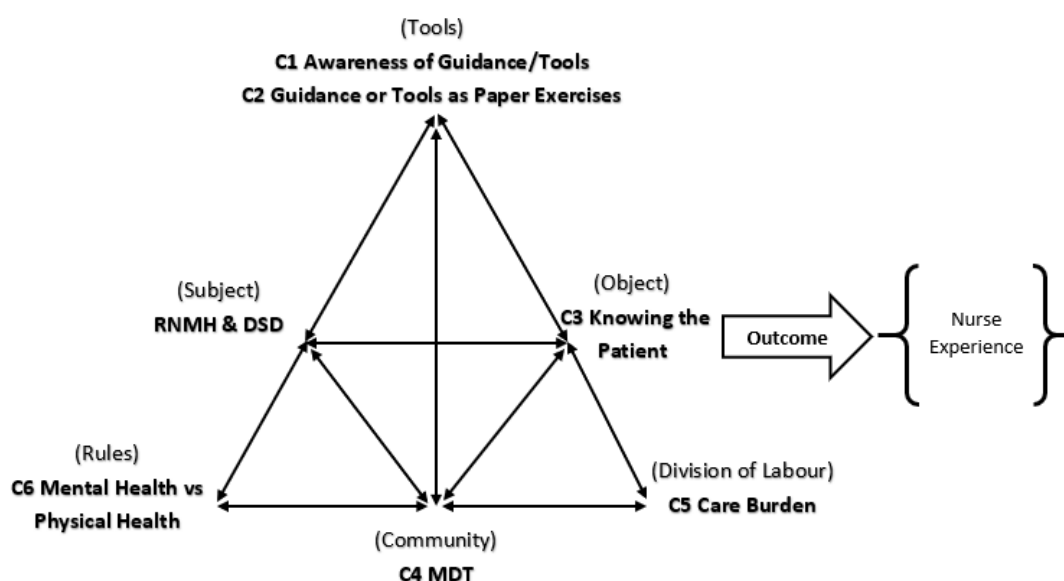 (Tools)
C1 Awareness of Guidance/Tools
C2 Guidance or Tools as Paper Exercises
(Subject)
RNMH & DSD
(Object)
C3 Knowing the
Patient
Outcome
Nurse
Experience
(Rules)
C6 Mental Health vs
Physical Health
(Division of Labour)
C5 Care Burden
(Community)
C4 MDT